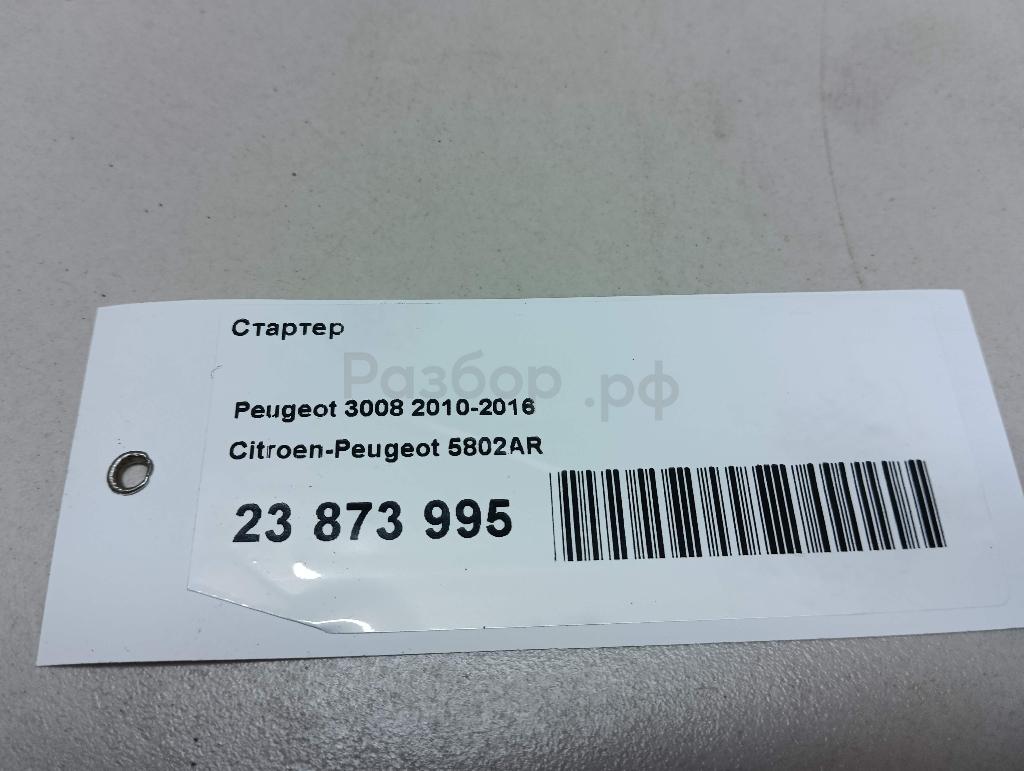 Стартер
Разбор.рф
Peugeot 3008 2010-2016
Citroen-Peugeot 5802AR
23 873 995